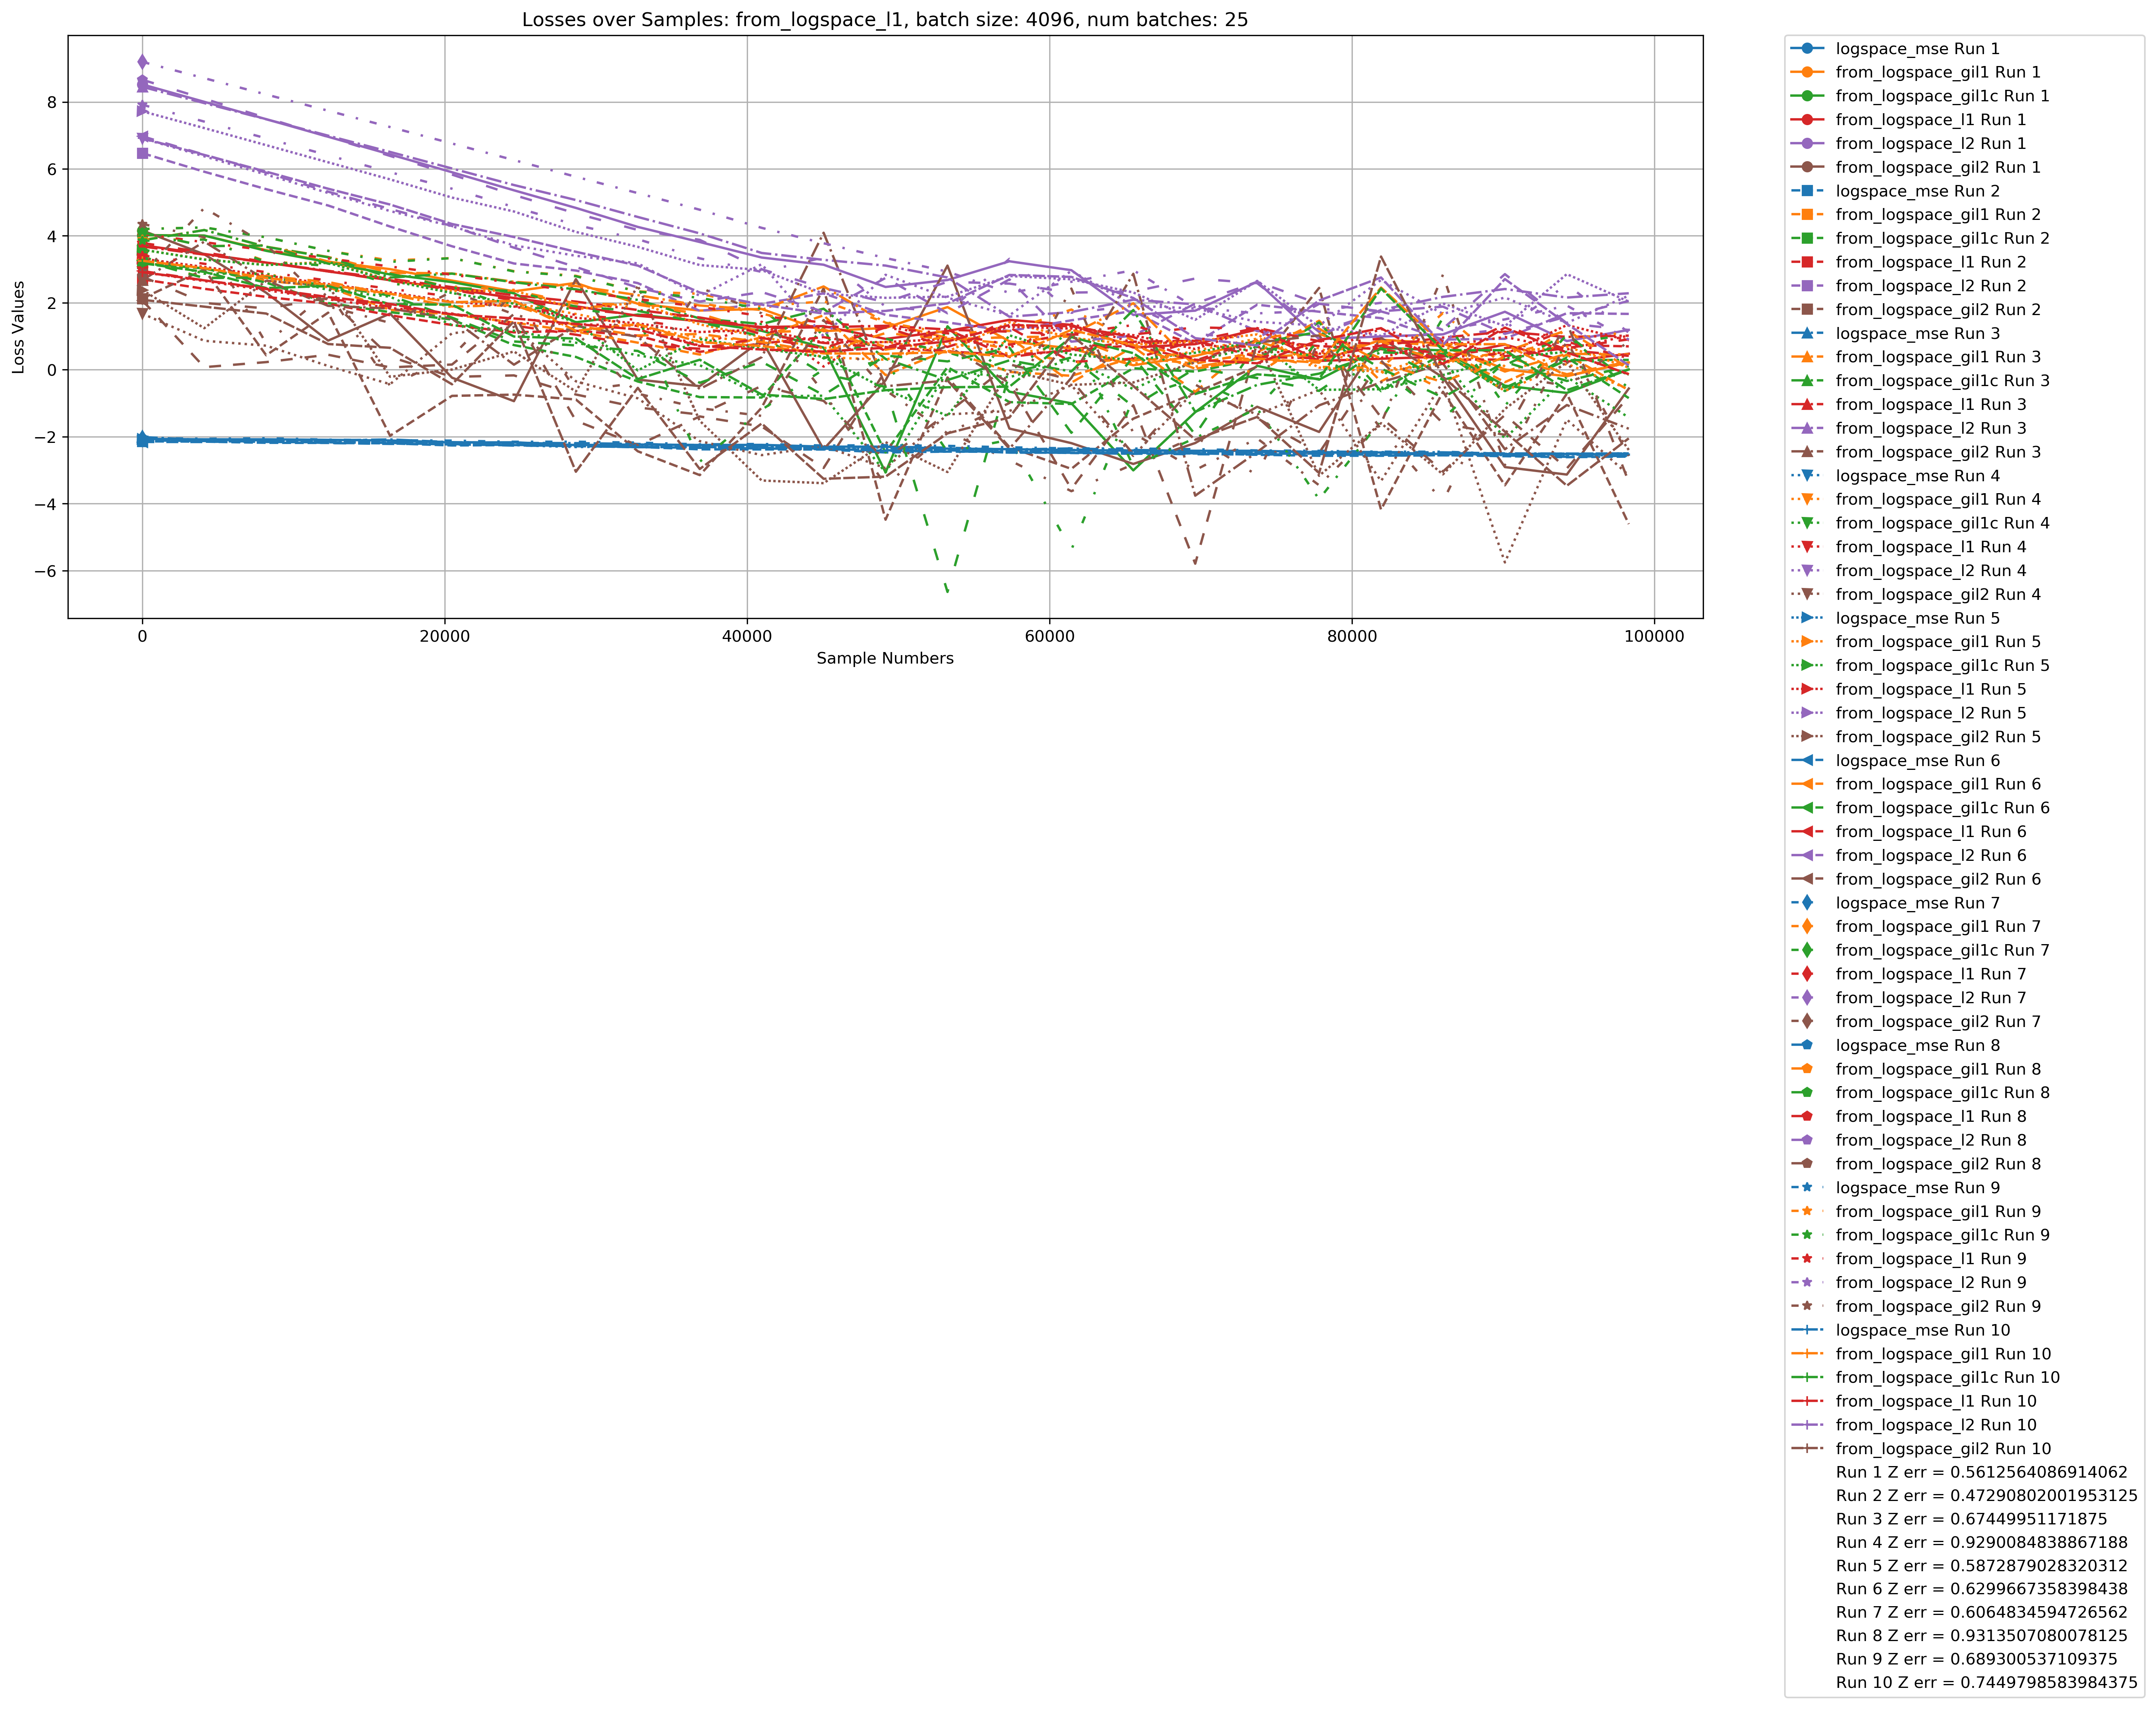 Losses over Samples: from_logspace_l1, batch size: 4096, num batches: 25
Loss Values
8
6
4
2
0
−2
−4
−6
0 20000 40000 60000 80000 100000
Sample Numbers
logspace_mse Run 1
from_logspace_gil1 Run 1
from_logspace_gil1c Run 1
from_logspace_l1 Run 1
from_logspace_l2 Run 1
from_logspace_gil2 Run 1
logspace_mse Run 2
from_logspace_gil1 Run 2
from_logspace_gil1c Run 2
from_logspace_l1 Run 2
from_logspace_l2 Run 2
from_logspace_gil2 Run 2
logspace_mse Run 3
from_logspace_gil1 Run 3
from_logspace_gil1c Run 3
from_logspace_l1 Run 3
from_logspace_l2 Run 3
from_logspace_gil2 Run 3
logspace_mse Run 4
from_logspace_gil1 Run 4
from_logspace_gil1c Run 4
from_logspace_l1 Run 4
from_logspace_l2 Run 4
from_logspace_gil2 Run 4
logspace_mse Run 5
from_logspace_gil1 Run 5
from_logspace_gil1c Run 5
from_logspace_l1 Run 5
from_logspace_l2 Run 5
from_logspace_gil2 Run 5
logspace_mse Run 6
from_logspace_gil1 Run 6
from_logspace_gil1c Run 6
from_logspace_l1 Run 6
from_logspace_l2 Run 6
from_logspace_gil2 Run 6
logspace_mse Run 7
from_logspace_gil1 Run 7
from_logspace_gil1c Run 7
from_logspace_l1 Run 7
from_logspace_l2 Run 7
from_logspace_gil2 Run 7
logspace_mse Run 8
from_logspace_gil1 Run 8
from_logspace_gil1c Run 8
from_logspace_l1 Run 8
from_logspace_l2 Run 8
from_logspace_gil2 Run 8
logspace_mse Run 9
from_logspace_gil1 Run 9
from_logspace_gil1c Run 9
from_logspace_l1 Run 9
from_logspace_l2 Run 9
from_logspace_gil2 Run 9
logspace_mse Run 10
from_logspace_gil1 Run 10
from_logspace_gil1c Run 10
from_logspace_l1 Run 10
from_logspace_l2 Run 10
from_logspace_gil2 Run 10
Run 1 Z err = 0.5612564086914062
Run 2 Z err = 0.47290802001953125
Run 3 Z err = 0.67449951171875
Run 4 Z err = 0.9290084838867188
Run 5 Z err = 0.5872879028320312
Run 6 Z err = 0.6299667358398438
Run 7 Z err = 0.6064834594726562
Run 8 Z err = 0.9313507080078125
Run 9 Z err = 0.689300537109375
Run 10 Z err = 0.7449798583984375